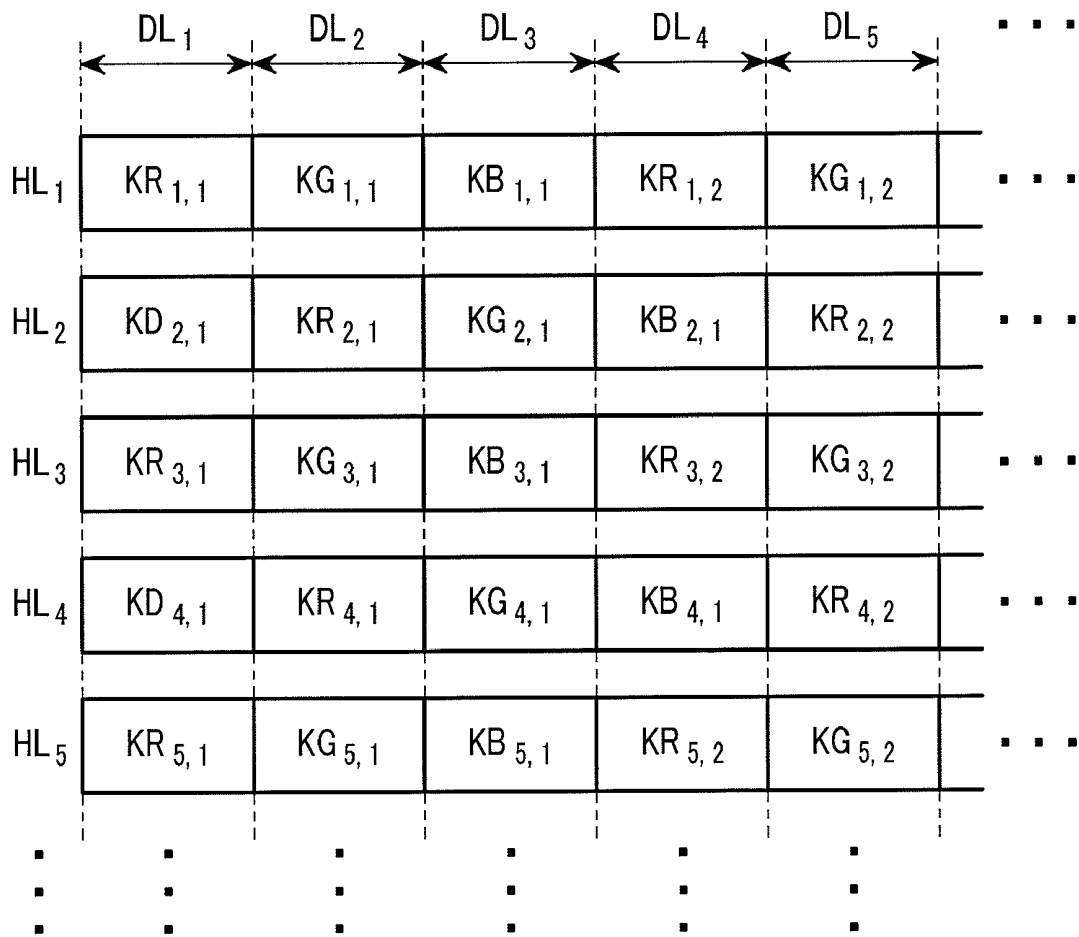 DL1 DL2 DL3 DL4 DL5 ...
HL1 KR1,1 KG1,1 KB1,1 KR1,2 KG1,2 ...
HL2 KD2,1 KR2,1 KG2,1 KB2,1 KR2,2 ...
HL3 KR3,1 KG3,1 KB3,1 KR3,2 KG3,2 ...
HL4 KD4,1 KR4,1 KG4,1 KB4,1 KR4,2 ...
HL5 KR5,1 KG5,1 KB5,1 KR5,2 KG5,2 ...